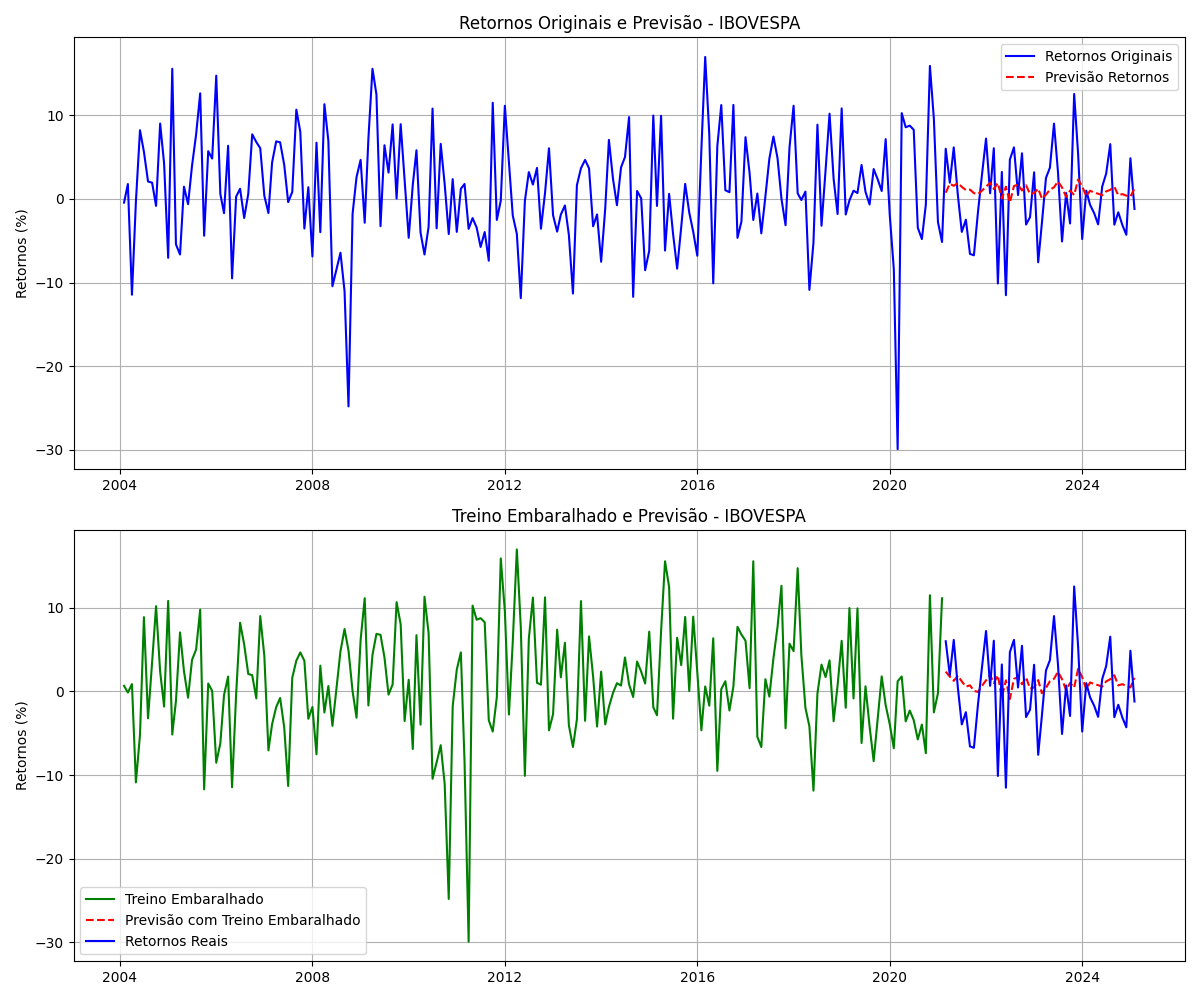 Retornos Originais e Previsão - IBOVESPA
Retornos Originais
Previsão Retornos
Retornos (%)
10
0
−10
−20
−30
2004
2008
2012
2016
2020
2024
Treino Embaralhado e Previsão - IBOVESPA
Retornos (%)
10
0
−10
−20
−30
Treino Embaralhado
Previsão com Treino Embaralhado
Retornos Reais
2004
2008
2012
2016
2020
2024